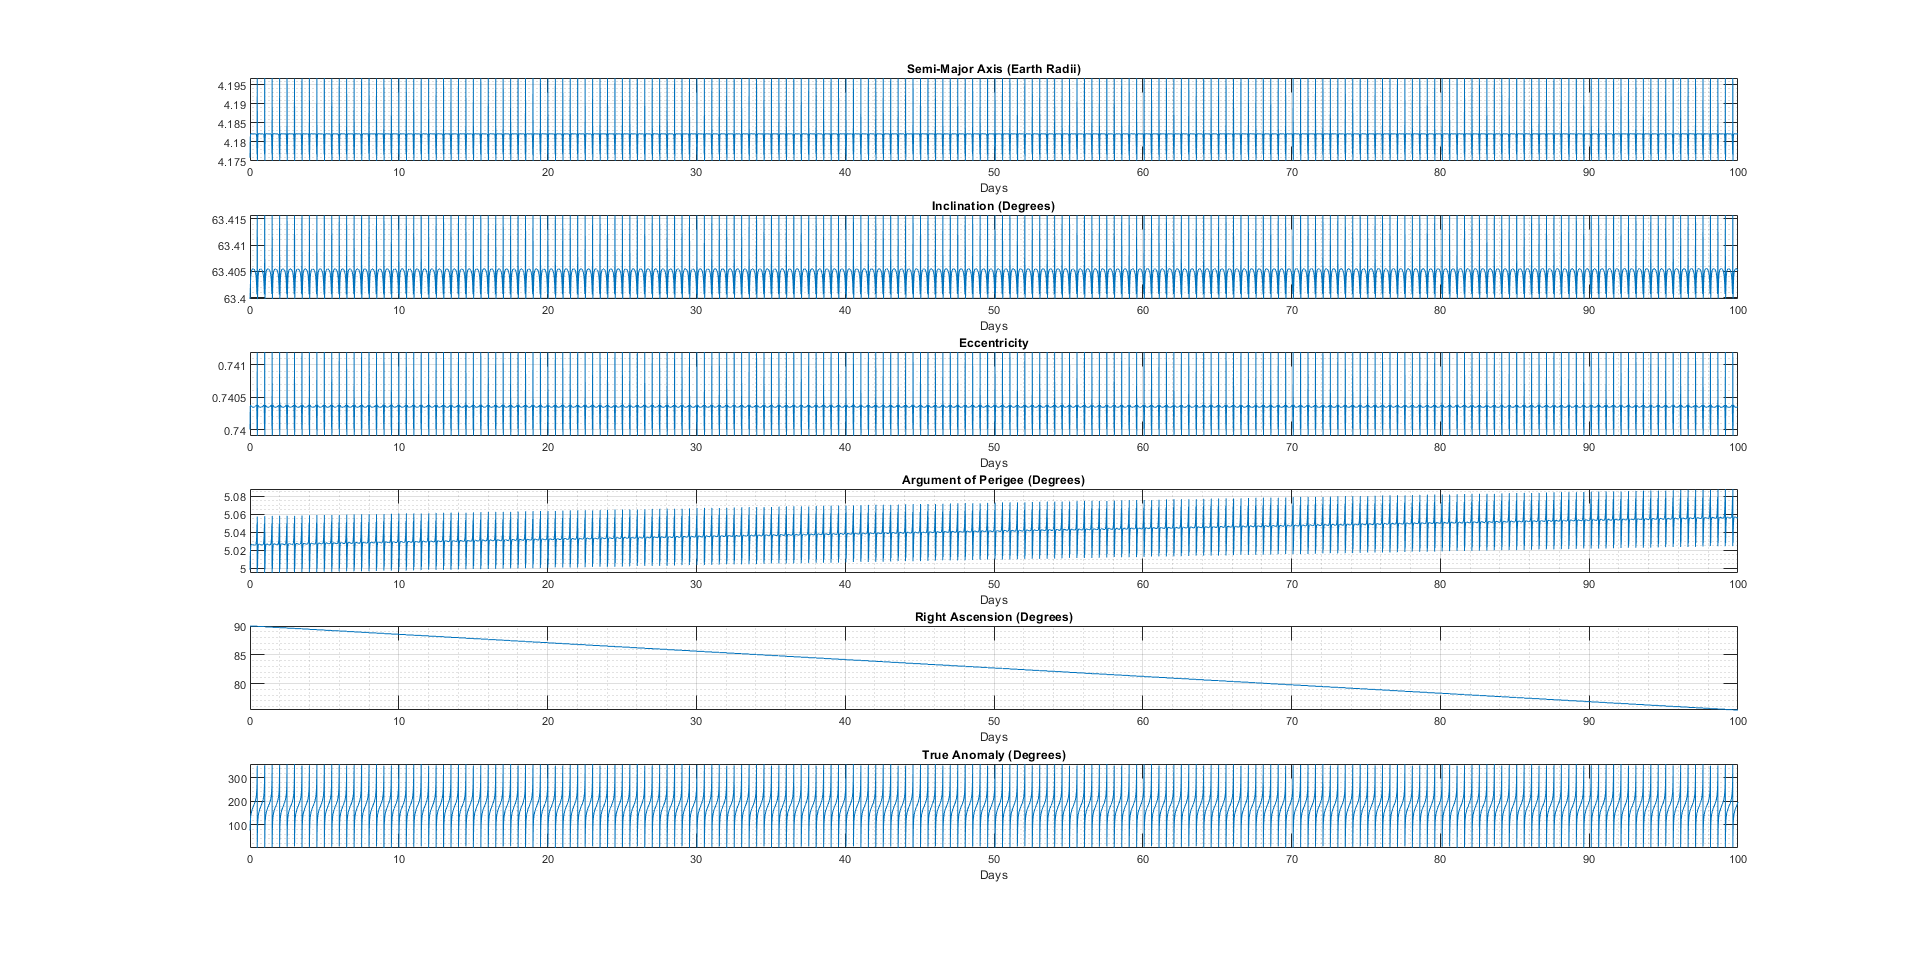 Semi-Major Axis (Earth Radii)
4.195
4.19
4.185
4.18
4.175
0 10 20 30 40 50 60 70 80 90 100
Days
Inclination (Degrees)
63.415
63.41
63.405
63.4
0 10 20 30 40 50 60 70 80 90 100
Days
Eccentricity
0.741
0.7405
0.74
0 10 20 30 40 50 60 70 80 90 100
Days
Argument of Perigee (Degrees)
5.08
5.06
5.04
5.02
5
0 10 20 30 40 50 60 70 80 90 100
Days
Right Ascension (Degrees)
90
85
80
0 10 20 30 40 50 60 70 80 90 100
Days
True Anomaly (Degrees)
300
200
100
0 10 20 30 40 50 60 70 80 90 100
Days